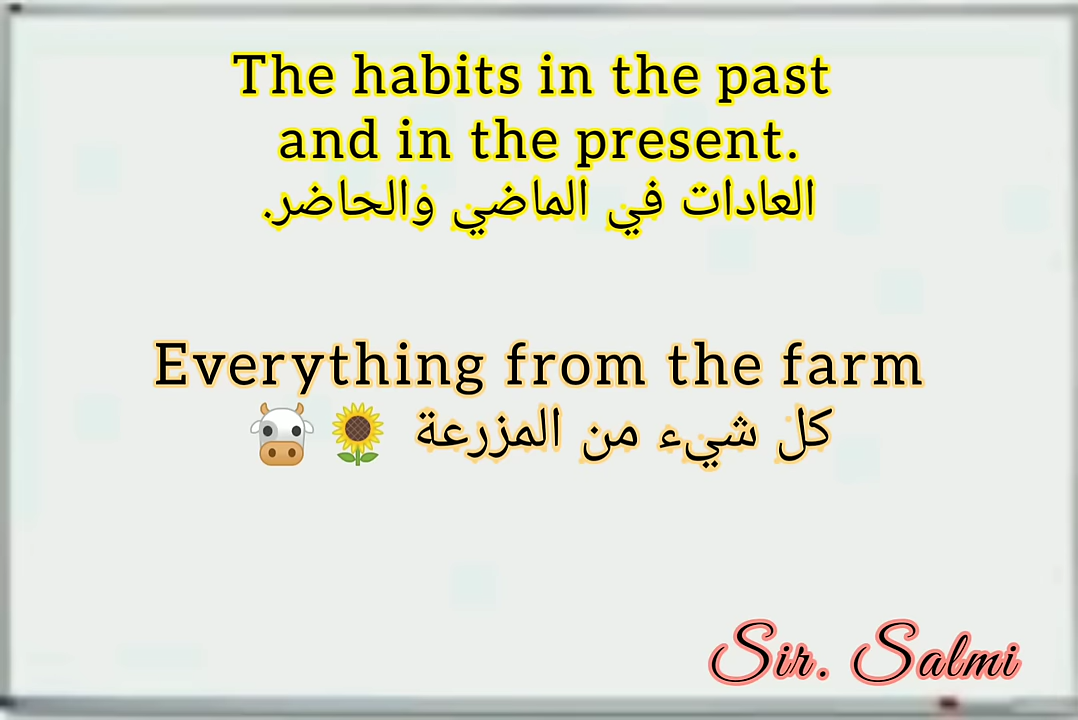 The habits in the past
and in the present.
العادات في الماضي والحاضر.
Everything from the farm
كل شيء من المزرعة 🌻 🐮
Sir. Salmi